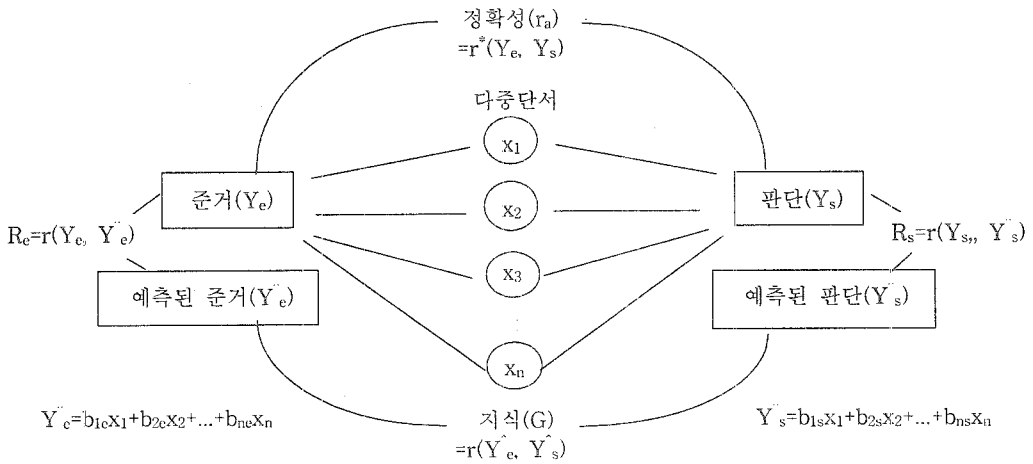 정확성(rₐ)
=r*(Yₑ, Yₛ)
다중단서
x₁
준거(Yₑ)
x₂
판단(Yₛ)
Rₑ=r(Yₑ, Y¨ₑ)
Rₛ=r(Yₛ,, Y¨ₛ)
x₃
예측된 준거(Y¨ₑ)
예측된 판단(Y¨ₛ)
xₙ
Y¨ₑ=b₁ₑx₁+b₂ₑx₂+...+bₙₑxₙ
지식(G)
Y¨ₛ=b₁ₛx₁+b₂ₛx₂+...+bₙₛxₙ
=r(Y^ₑ, Y^ₛ)